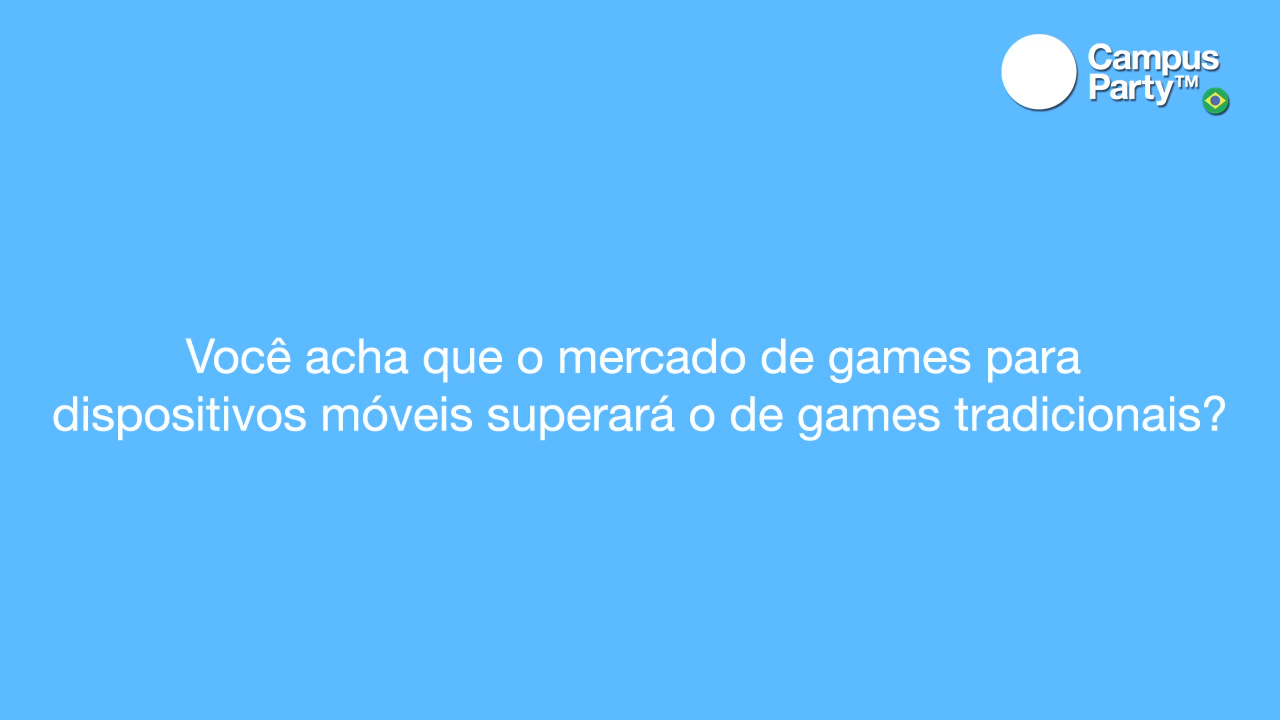 Campus
Party™
Você acha que o mercado de games para
dispositivos móveis superará o de games tradicionais?